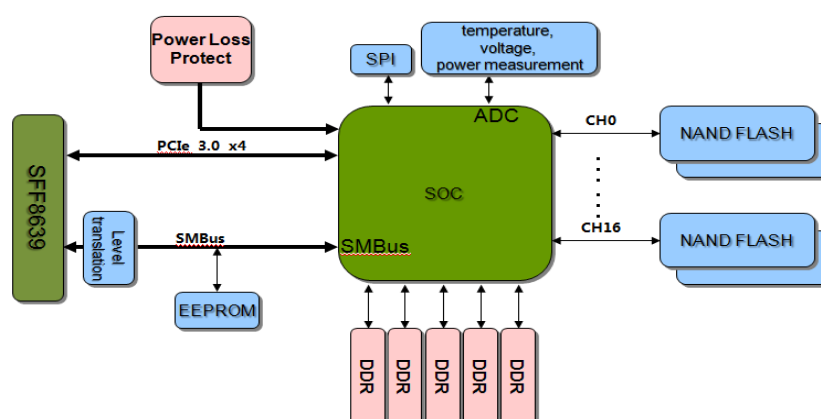 Power Loss
Protect
SPI
temperature,
voltage,
power measurement
ADC
CH0
NAND FLASH
PCIe 3.0 x4
SFF8639
SOC
Level
translation
SMBus
SMBus
CH16
NAND FLASH
EEPROM
DDR
DDR
DDR
DDR
DDR